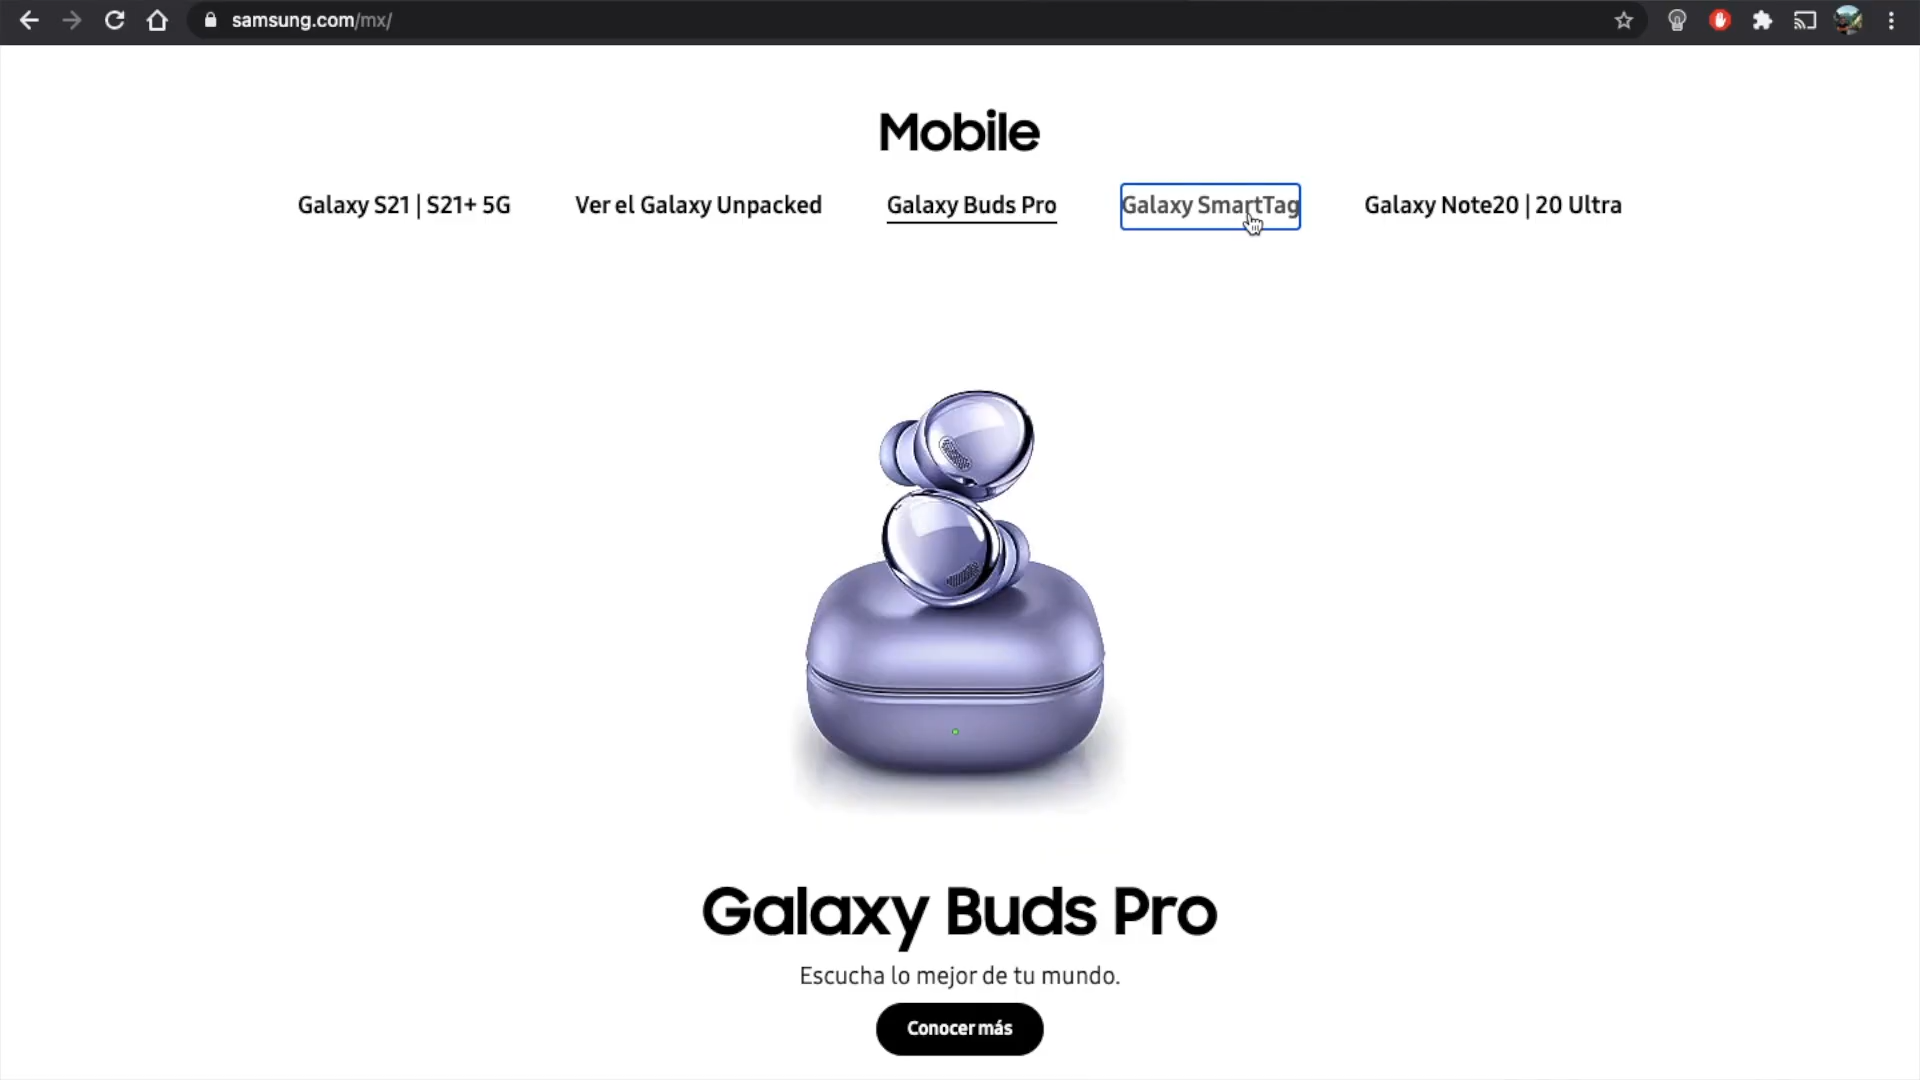 samsung.com/mx/
Mobile
Galaxy S21 | S21+ 5G
Ver el Galaxy Unpacked
Galaxy Buds Pro
Galaxy SmartTag
Galaxy Note20 | 20 Ultra
Galaxy Buds Pro
Escucha lo mejor de tu mundo.
Conocer más